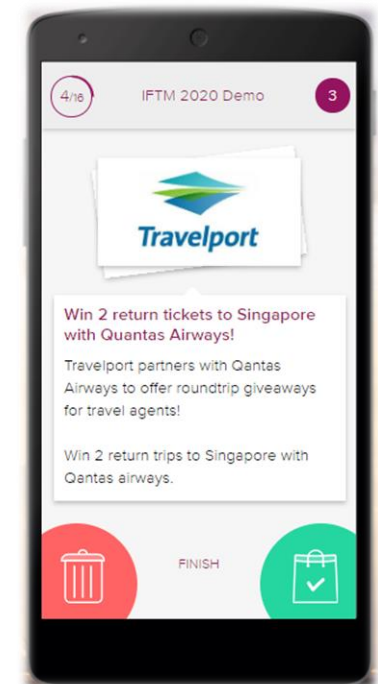 4/16
IFTM 2020 Demo
3
Travelport
Win 2 return tickets to Singapore
with Quantas Airways!
Travelport partners with Qantas
Airways to offer roundtrip giveaways
for travel agents!
Win 2 return trips to Singapore with
Qantas airways.
FINISH